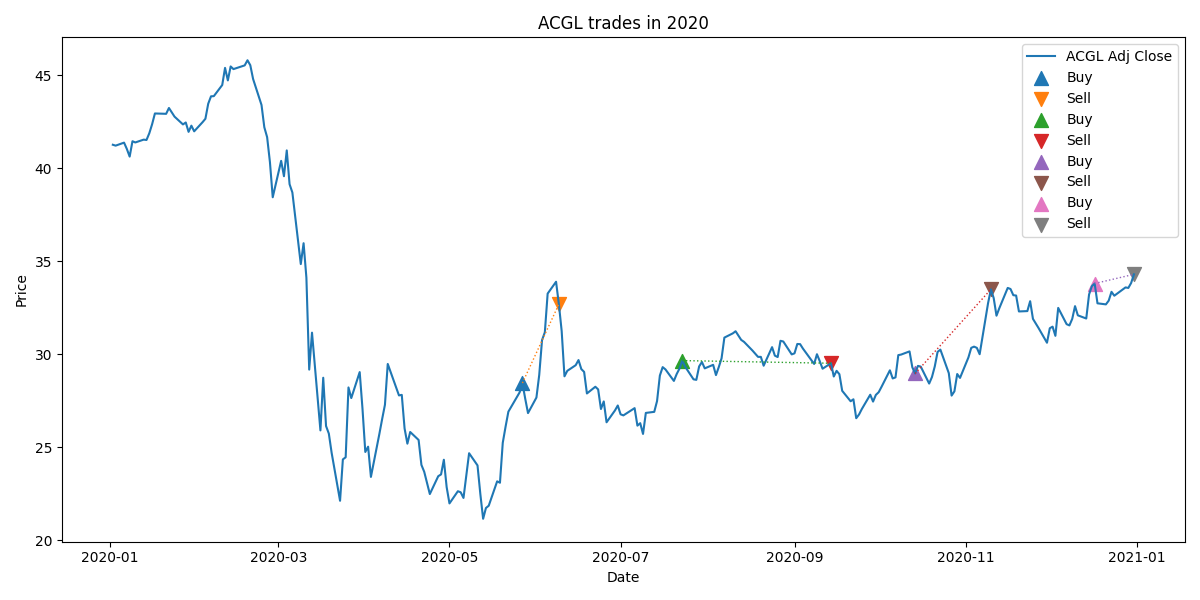 ACGL trades in 2020
ACGL Adj Close
Buy
Sell
Buy
Sell
Buy
Sell
Buy
Sell
45
40
35
30
25
20
Price
2020-01
2020-03
2020-05
2020-07
2020-09
2020-11
2021-01
Date